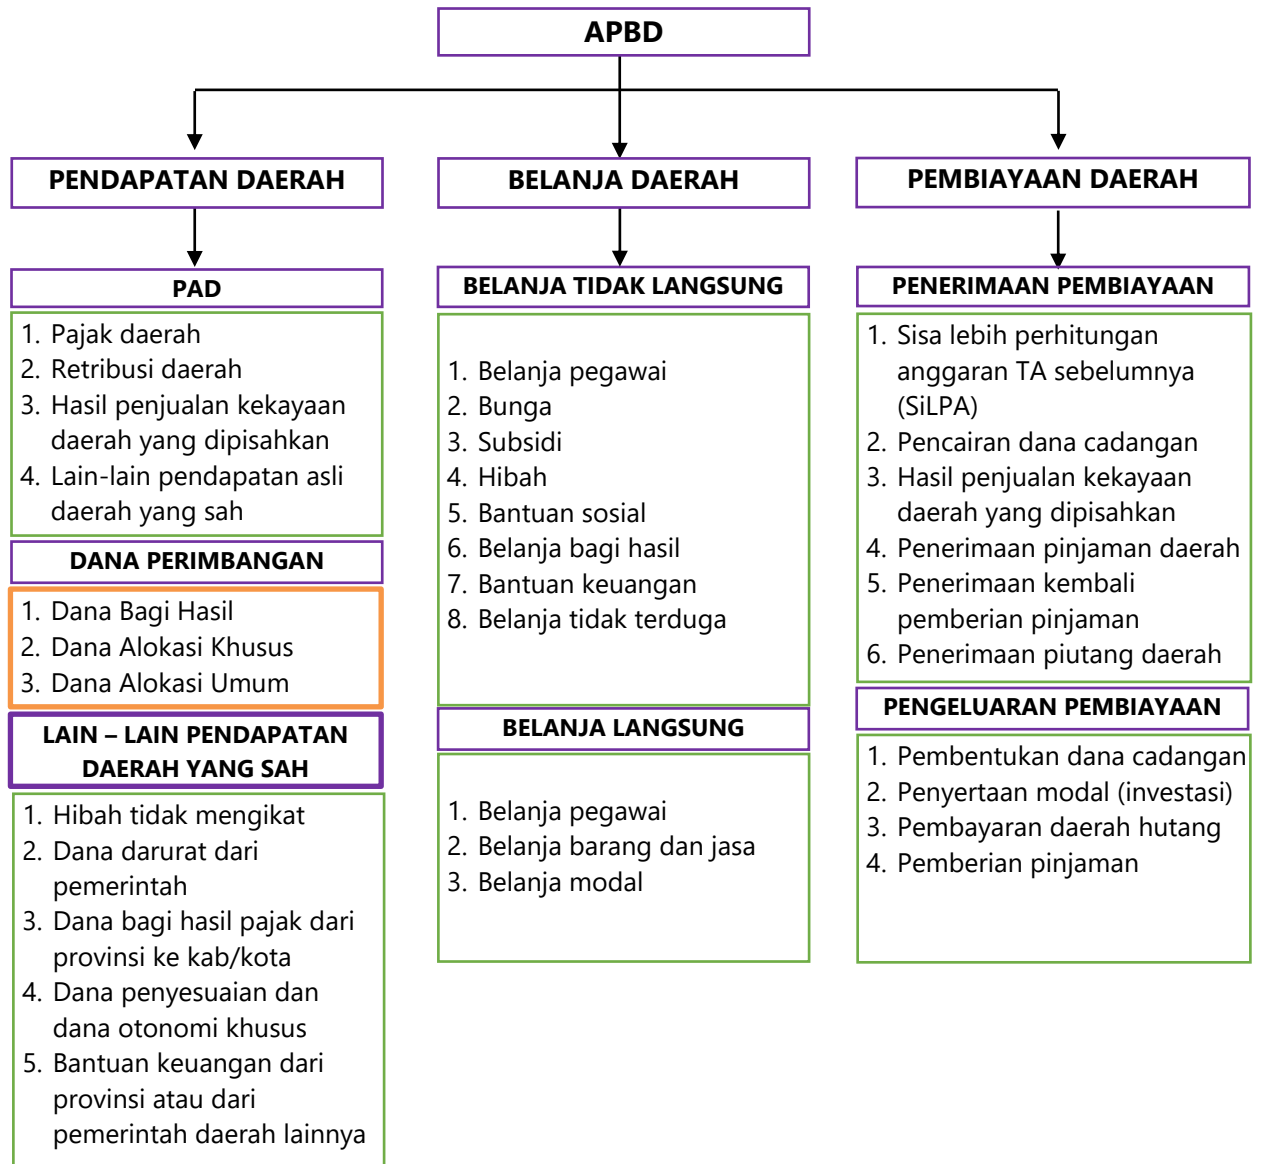 APBD
PENDAPATAN DAERAH
PAD
1. Pajak daerah
2. Retribusi daerah
3. Hasil penjualan kekayaan
daerah yang dipisahkan
4. Lain-lain pendapatan asli
daerah yang sah
DANA PERIMBANGAN
1. Dana Bagi Hasil
2. Dana Alokasi Khusus
3. Dana Alokasi Umum
LAIN – LAIN PENDAPATAN
DAERAH YANG SAH
1. Hibah tidak mengikat
2. Dana darurat dari
pemerintah
3. Dana bagi hasil pajak dari
provinsi ke kab/kota
4. Dana penyesuaian dan
dana otonomi khusus
5. Bantuan keuangan dari
provinsi atau dari
pemerintah daerah lainnya
BELANJA DAERAH
BELANJA TIDAK LANGSUNG
1. Belanja pegawai
2. Bunga
3. Subsidi
4. Hibah
5. Bantuan sosial
6. Belanja bagi hasil
7. Bantuan keuangan
8. Belanja tidak terduga
BELANJA LANGSUNG
1. Belanja pegawai
2. Belanja barang dan jasa
3. Belanja modal
PEMBIAYAAN DAERAH
PENERIMAAN PEMBIAYAAN
1. Sisa lebih perhitungan
anggaran TA sebelumnya
(SiLPA)
2. Pencairan dana cadangan
3. Hasil penjualan kekayaan
daerah yang dipisahkan
4. Penerimaan pinjaman daerah
5. Penerimaan kembali
pemberian pinjaman
6. Penerimaan piutang daerah
PENGELUARAN PEMBIAYAAN
1. Pembentukan dana cadangan
2. Penyertaan modal (investasi)
3. Pembayaran daerah hutang
4. Pemberian pinjaman